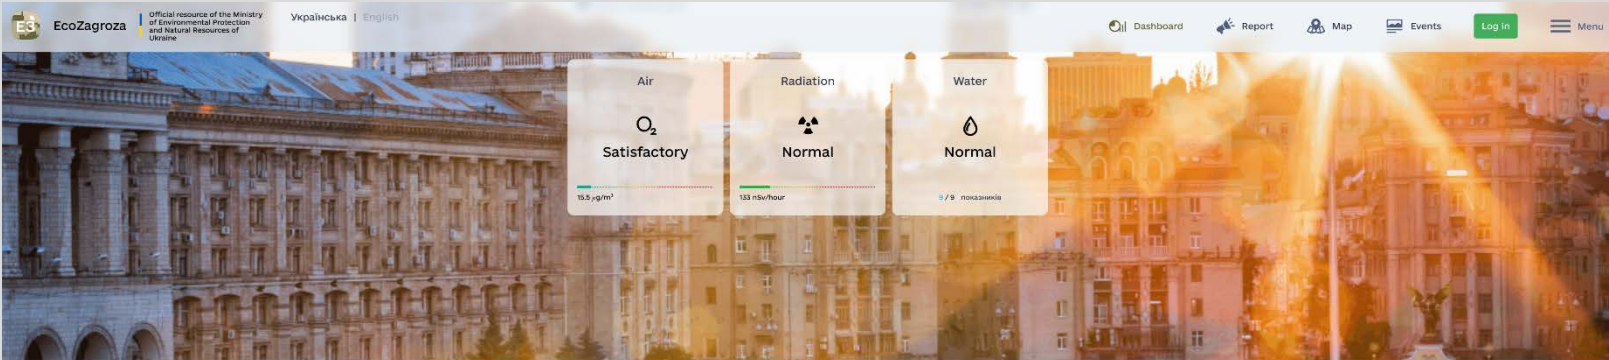 ЕЗ
EcoZagroza
Official resource of the Ministry
of Environmental Protection
and Natural Resources of
Ukraine
Українська | English
Dashboard
Report
Map
Events
Log in
Menu
Air
O₂
Satisfactory
15.5 μg/m³
Radiation
Normal
133 nSv/hour
Water
Normal
9 / 9 показників